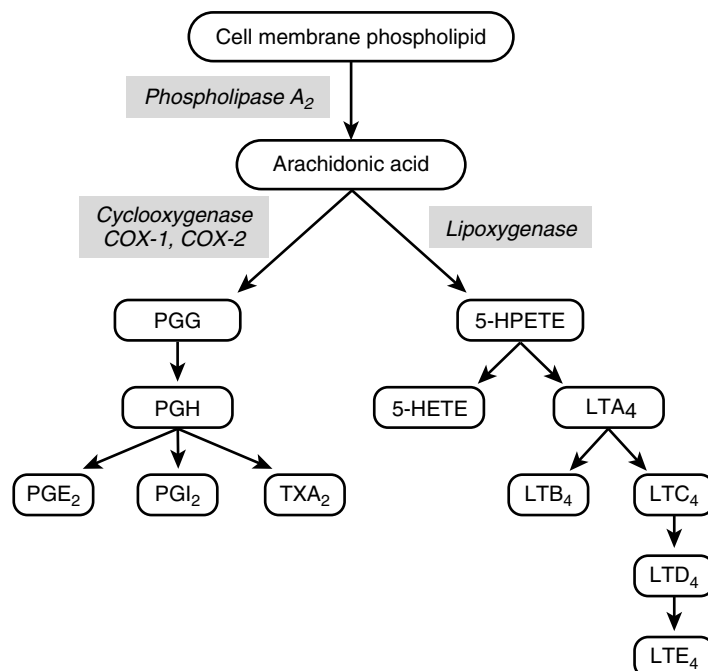 Cell membrane phospholipid
Phospholipase A₂
Arachidonic acid
Cyclooxygenase
COX-1, COX-2
Lipoxygenase
PGG
5-HPETE
PGH
5-HETE
LTA₄
PGE₂
PGI₂
TXA₂
LTB₄
LTC₄
LTD₄
LTE₄